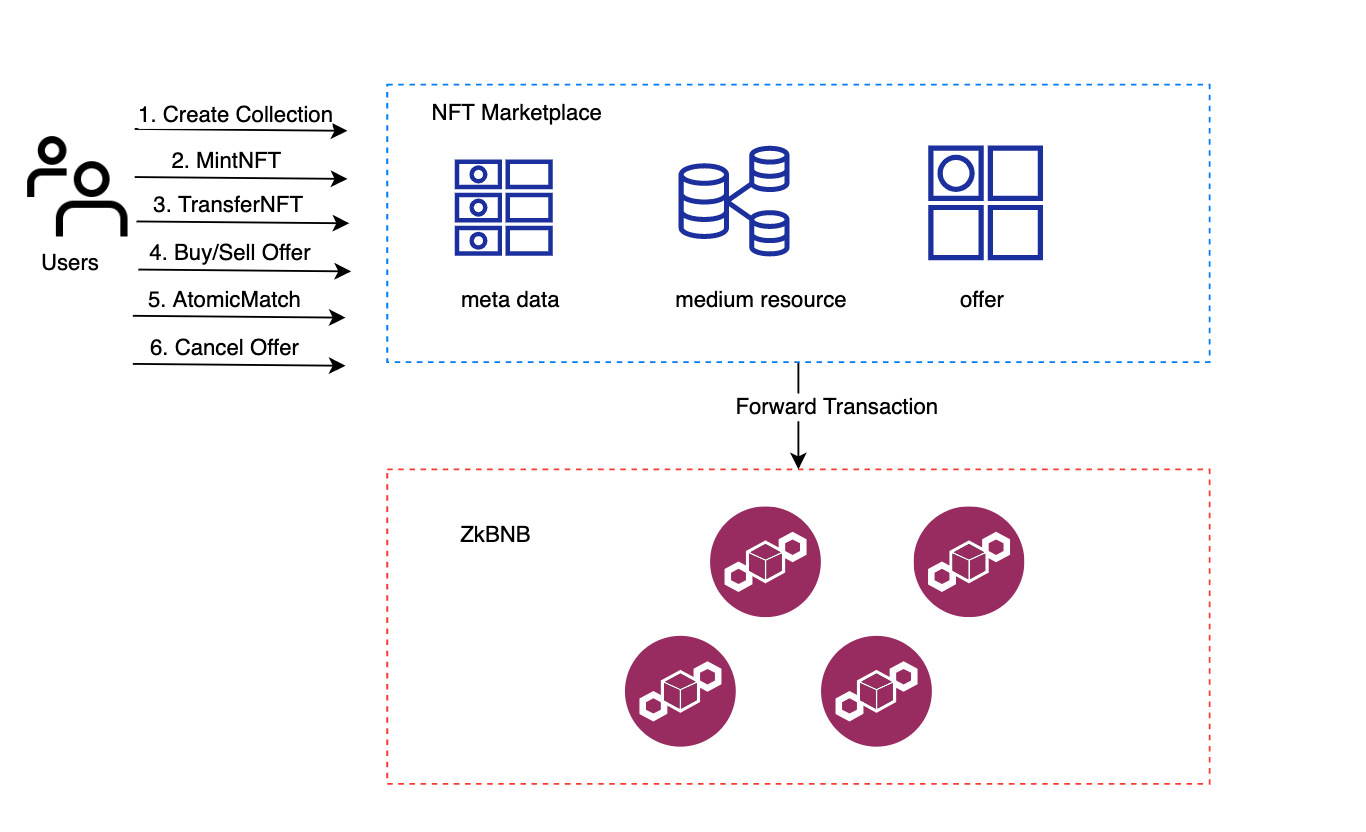 1. Create Collection
2. MintNFT
3. TransferNFT
4. Buy/Sell Offer
5. AtomicMatch
6. Cancel Offer
Users
NFT Marketplace
meta data
medium resource
offer
Forward Transaction
ZkBNB